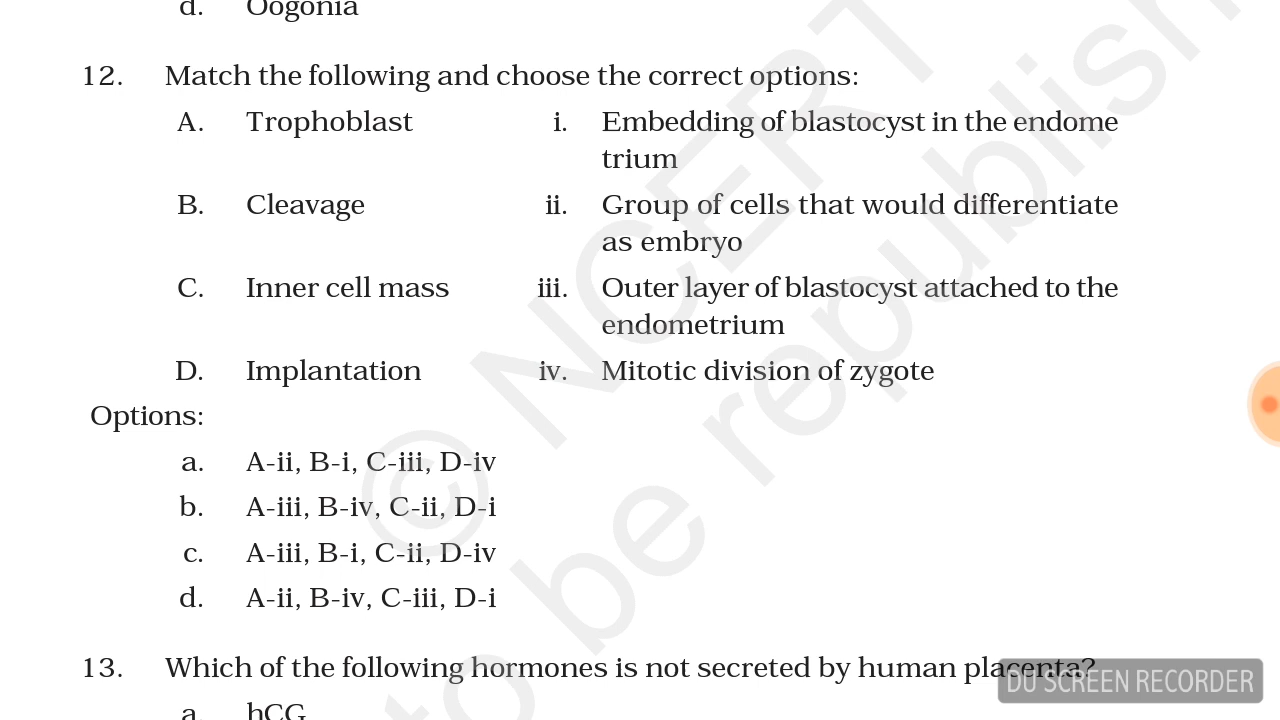 d. Oogonia
12. Match the following and choose the correct options:
A. Trophoblast i. Embedding of blastocyst in the endome
trium
B. Cleavage ii. Group of cells that would differentiate
as embryo
C. Inner cell mass iii. Outer layer of blastocyst attached to the
endometrium
D. Implantation iv. Mitotic division of zygote
Options:
a. A-ii, B-i, C-iii, D-iv
b. A-iii, B-iv, C-ii, D-i
c. A-iii, B-i, C-ii, D-iv
d. A-ii, B-iv, C-iii, D-i
13. Which of the following hormones is not secreted by human placenta?
a. hCG
© NCERT
to be republish
DU SCREEN RECORDER